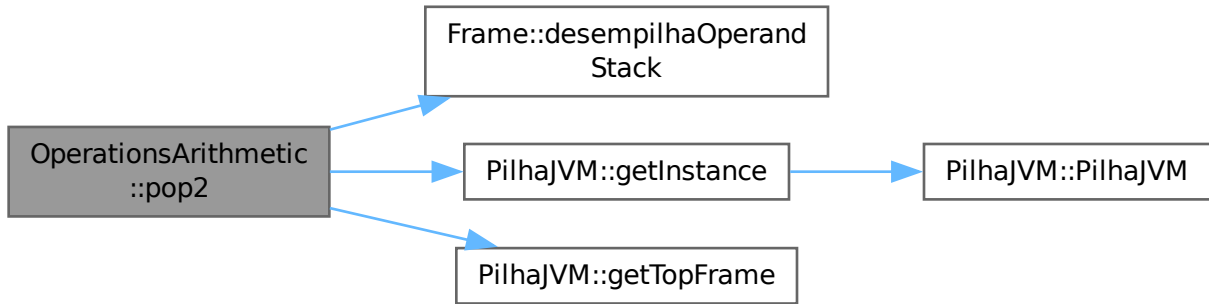 Frame::desempilhaOperand
Stack
OperationsArithmetic
::pop2
PilhaJVM::getInstance
PilhaJVM::PilhaJVM
PilhaJVM::getTopFrame